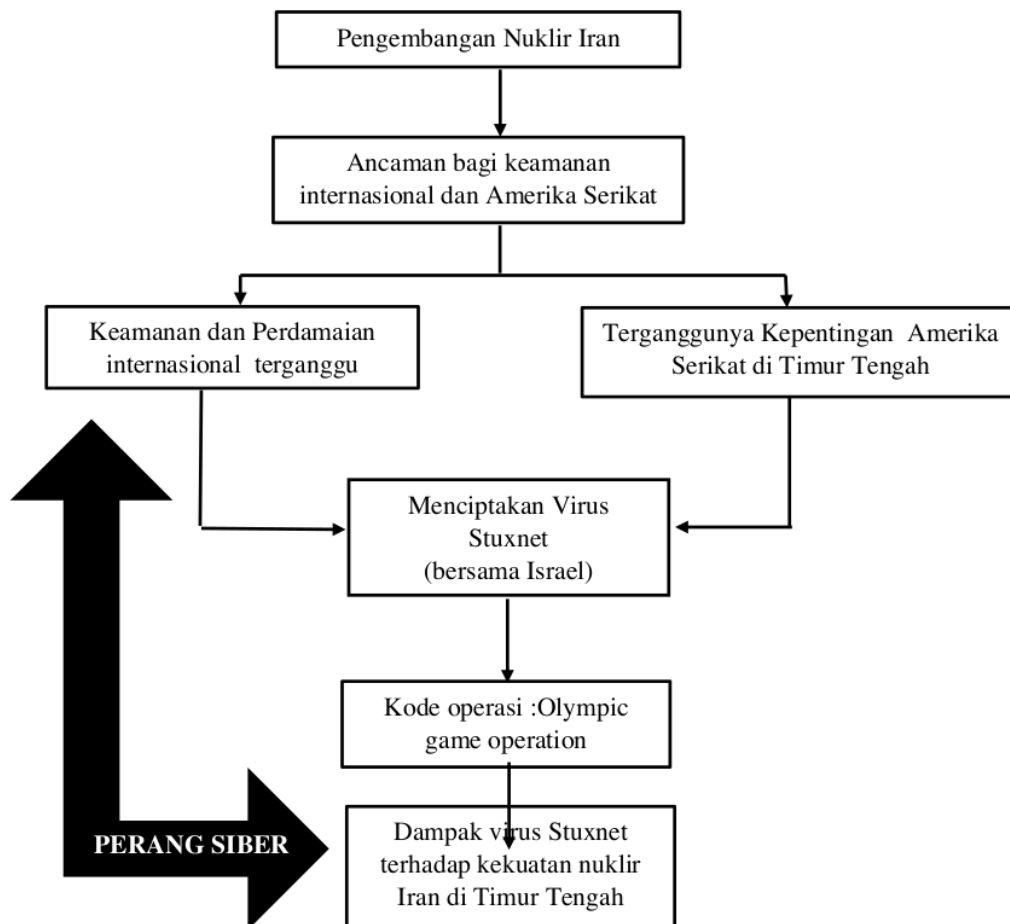 Pengembangan Nuklir Iran
Ancaman bagi keamanan
internasional dan Amerika Serikat
Keamanan dan Perdamaian
internasional terganggu
Terganggunya Kepentingan Amerika
Serikat di Timur Tengah
Menciptakan Virus
Stuxnet
(bersama Israel)
Kode operasi :Olympic
game operation
PERANG SIBER
Dampak virus Stuxnet
terhadap kekuatan nuklir
Iran di Timur Tengah